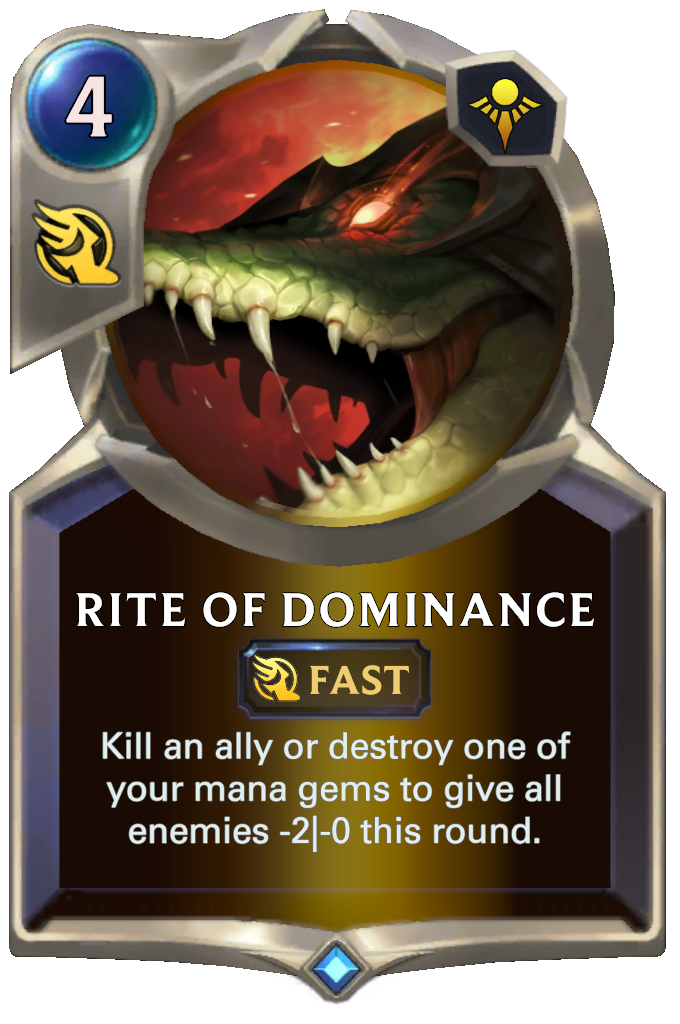 4
RITE OF DOMINANCE
FAST
Kill an ally or destroy one of
your mana gems to give all
enemies -2|-0 this round.